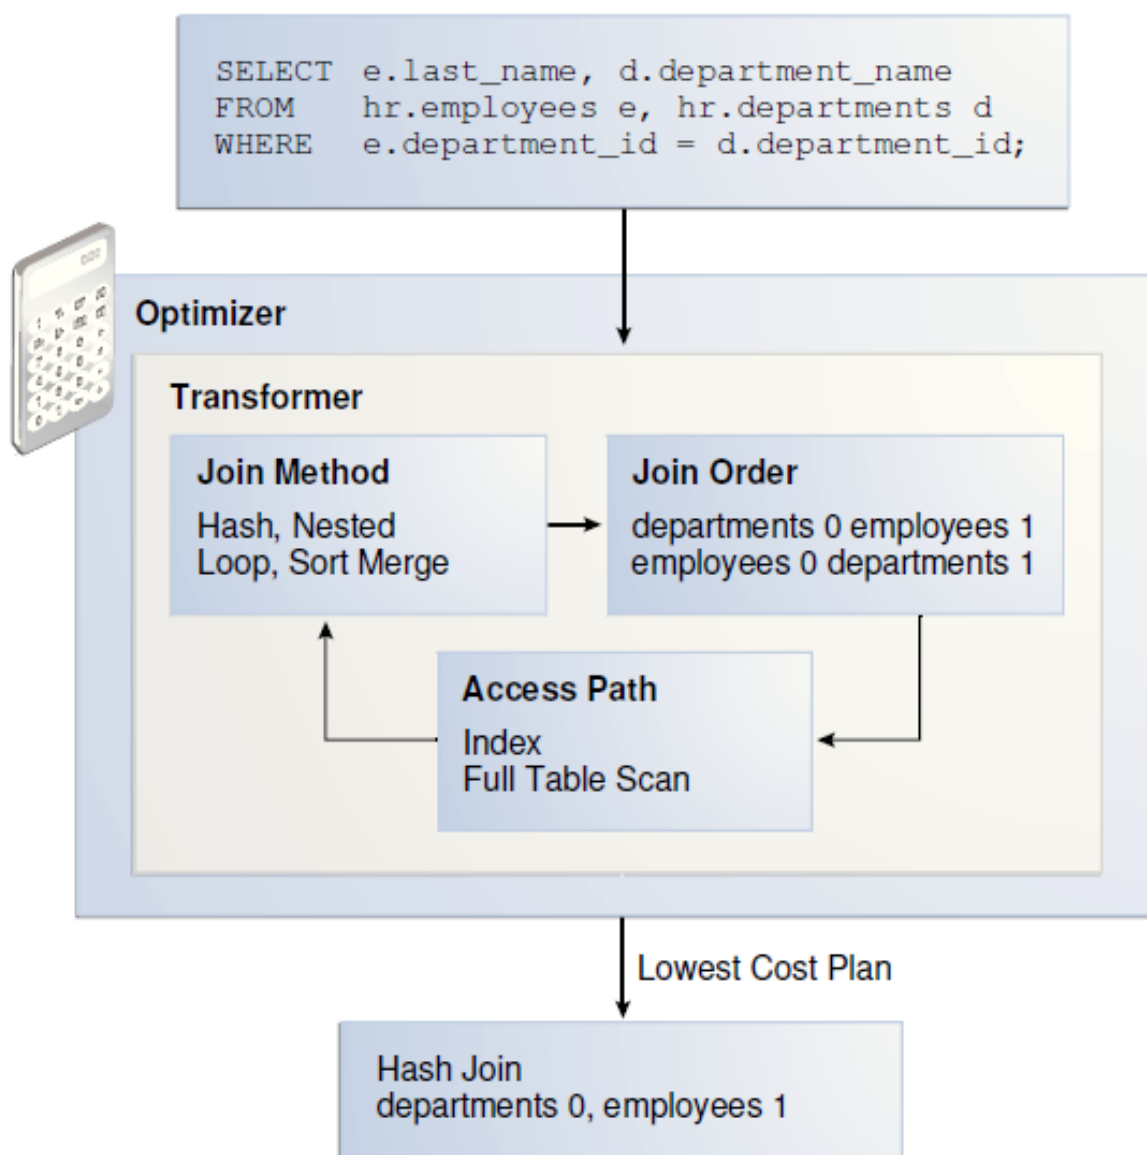 SELECT e.last_name, d.department_name
FROM hr.employees e, hr.departments d
WHERE e.department_id = d.department_id;
Optimizer
Transformer
Join Method
Hash, Nested
Loop, Sort Merge
Join Order
departments 0 employees 1
employees 0 departments 1
Access Path
Index
Full Table Scan
Lowest Cost Plan
Hash Join
departments 0, employees 1